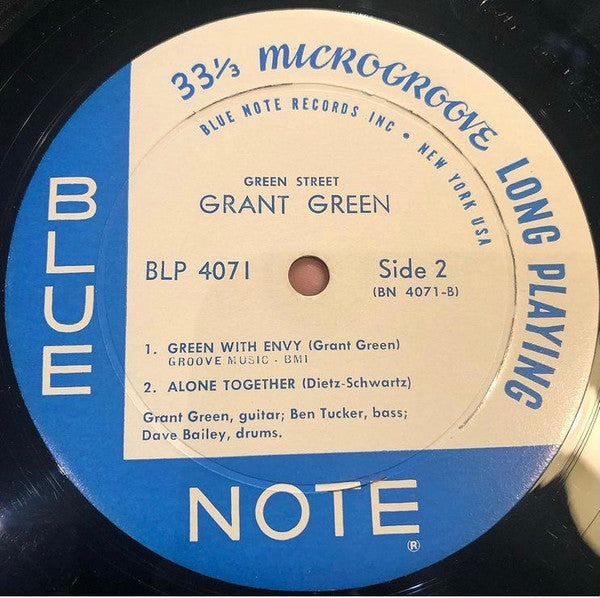 33⅓ MICROGROOVE LONG PLAYING
BLUE NOTE RECORDS INC • NEW YORK USA
GREEN STREET
GRANT GREEN
BLP 4071
Side 2
(BN 4071-B)
1. GREEN WITH ENVY (Grant Green)
GROOVE MUSIC - BMI
2. ALONE TOGETHER (Dietz-Schwartz)
Grant Green, guitar; Ben Tucker, bass;
Dave Bailey, drums.
BLUE
NOTE ®